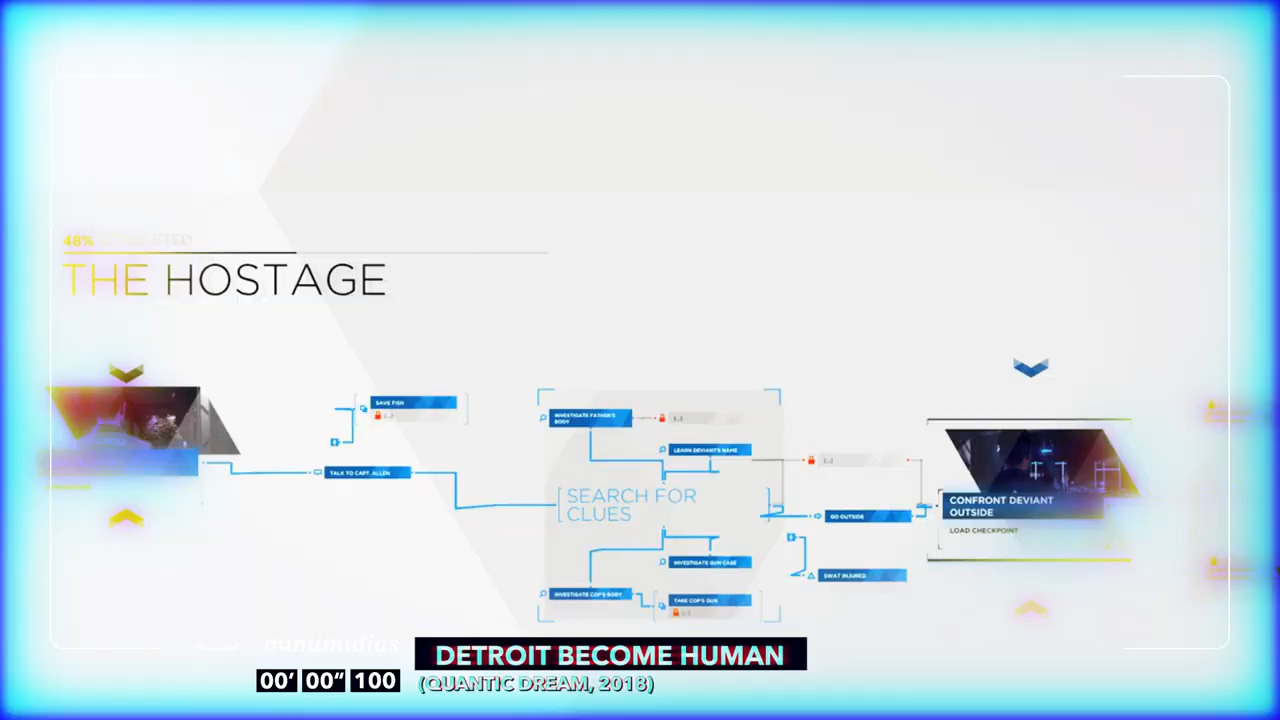 48% COMPLETED
THE HOSTAGE
SAVE FISH
(...)
TALK TO CAPT. ALLEN
INVESTIGATE FATHER'S
BODY
(...)
LEARN DEVIANT'S NAME
(...)
SEARCH FOR
CLUES
GO OUTSIDE
INVESTIGATE GUN CASE
SWAT INJURED
INVESTIGATE COP'S BODY
TAKE COP'S GUN
(...)
CONFRONT DEVIANT
OUTSIDE
LOAD CHECKPOINT
DETROIT BECOME HUMAN
00' 00" 100
(QUANTIC DREAM, 2018)